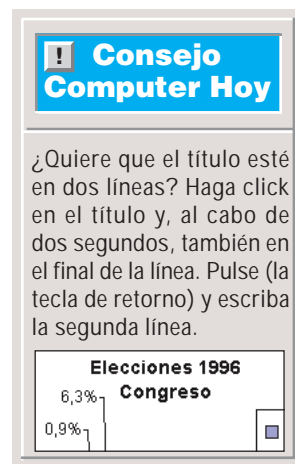 ! Consejo
Computer Hoy
¿Quiere que el título esté
en dos líneas? Haga click
en el título y, al cabo de
dos segundos, también en
el final de la línea. Pulse (la
tecla de retorno) y escriba
la segunda línea.
Elecciones 1996
6,3% Congreso
0,9%